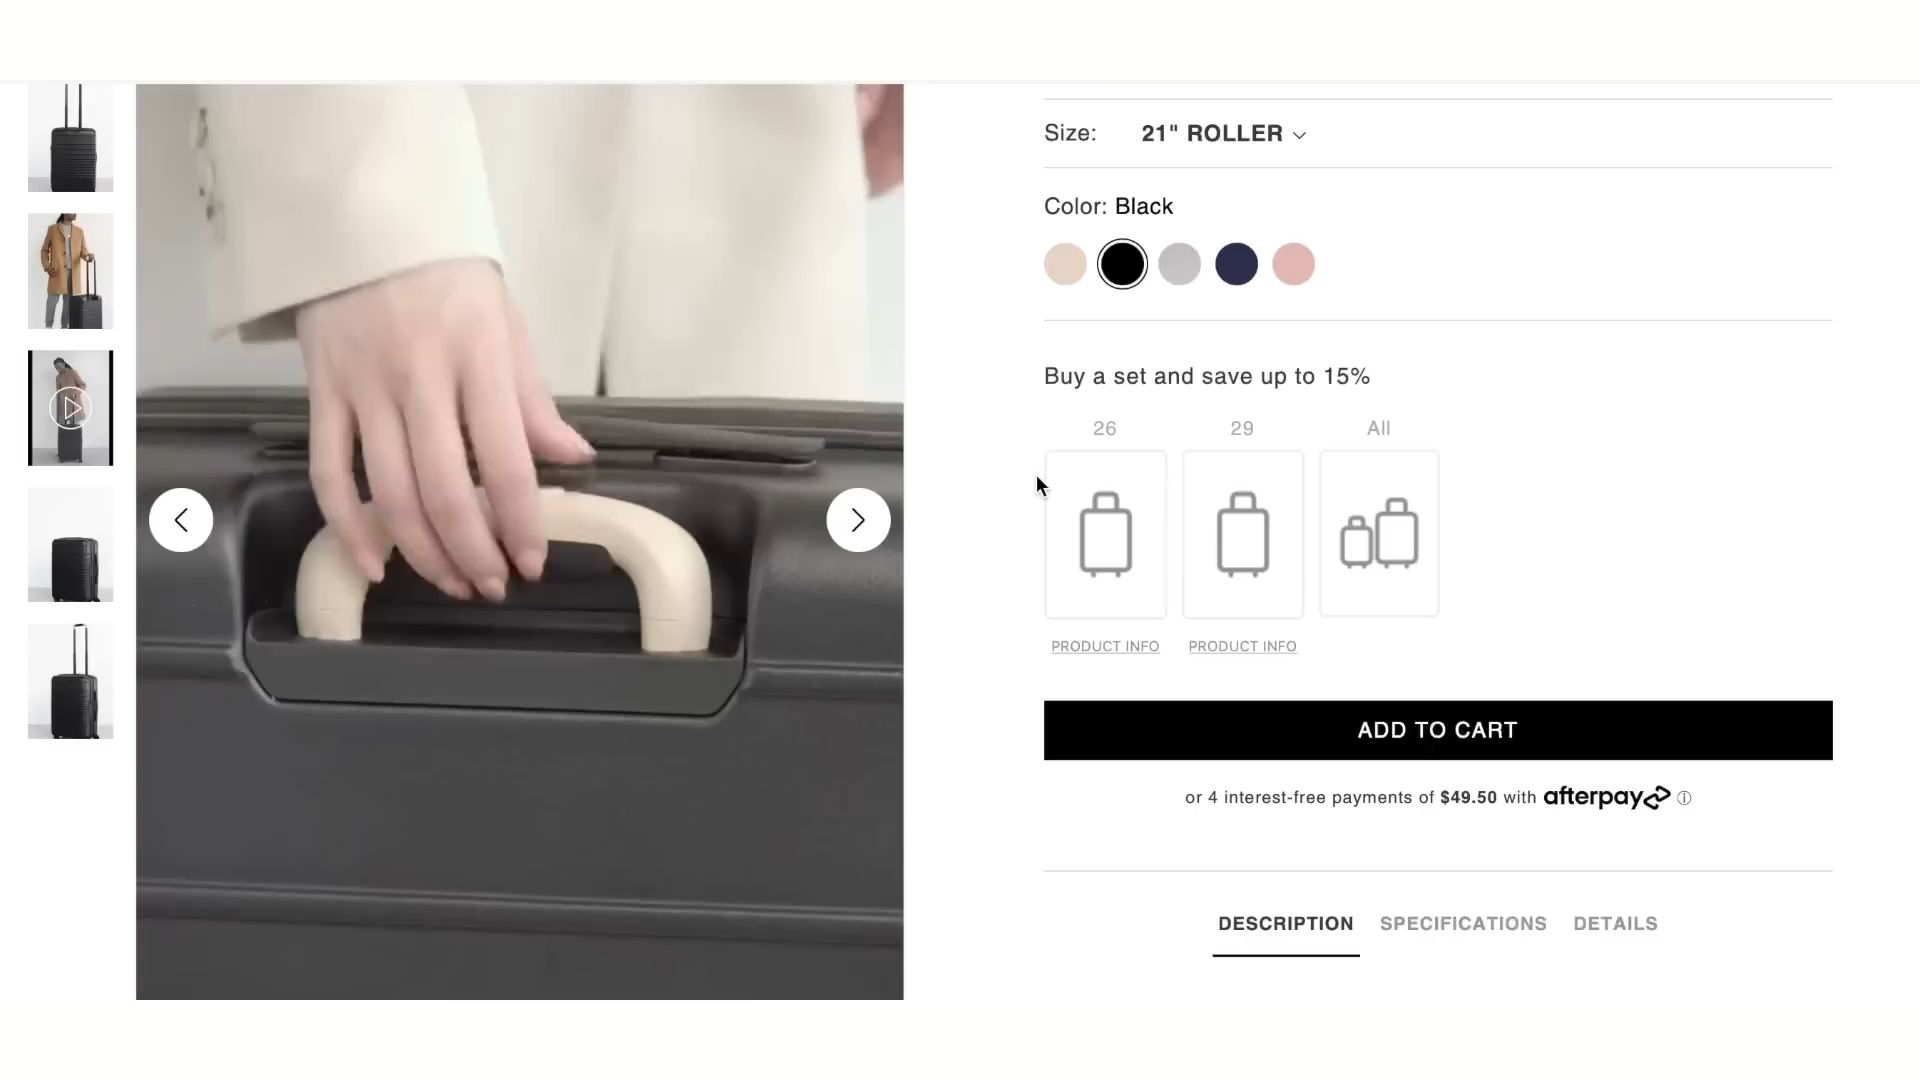 Size: 21" ROLLER
Color: Black
Buy a set and save up to 15%
26 29 All
PRODUCT INFO PRODUCT INFO
ADD TO CART
or 4 interest-free payments of $49.50 with afterpay
DESCRIPTION SPECIFICATIONS DETAILS